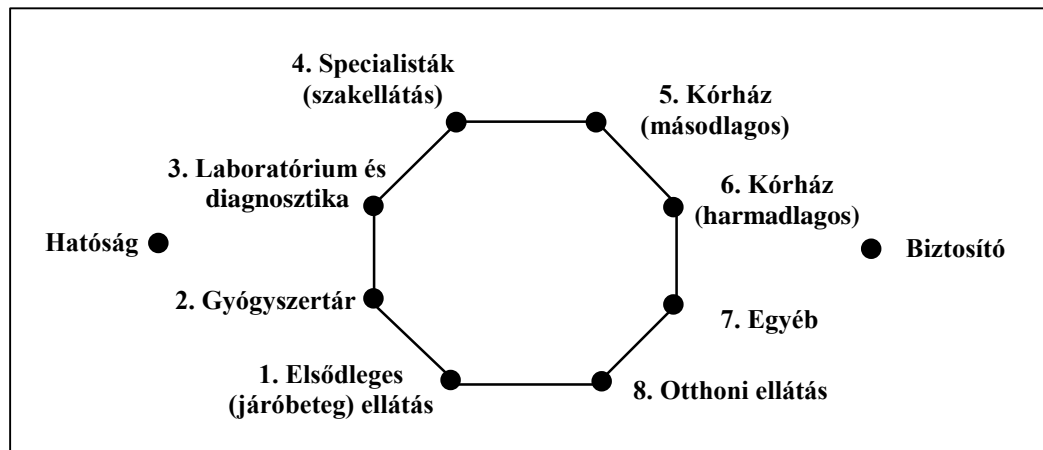 4. Specialisták
(szakellátás)
5. Kórház
(másodlagos)
3. Laboratórium és
diagnosztika
6. Kórház
(harmadlagos)
Hatóság
Biztosító
2. Gyógyszertár
7. Egyéb
1. Elsődleges
(járóbeteg) ellátás
8. Otthoni ellátás